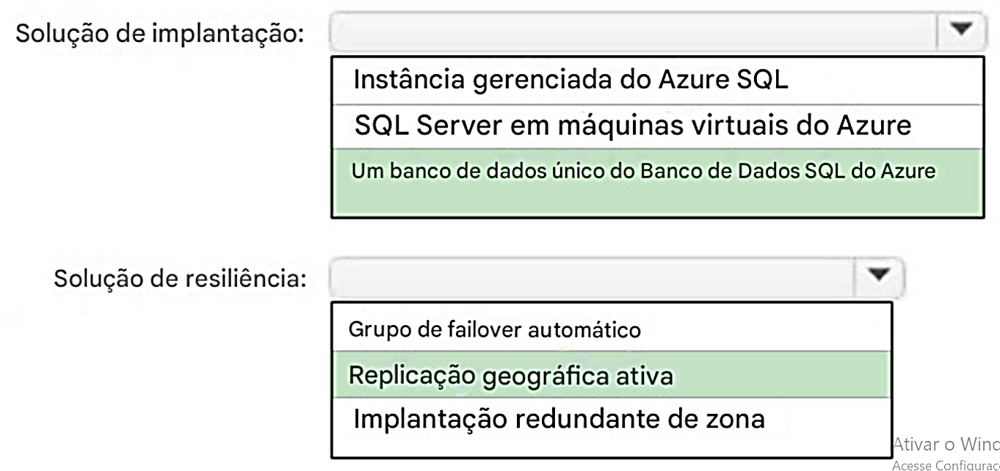 Solução de implantação:
Instância gerenciada do Azure SQL
SQL Server em máquinas virtuais do Azure
Um banco de dados único do Banco de Dados SQL do Azure
Solução de resiliência:
Grupo de failover automático
Replicação geográfica ativa
Implantação redundante de zona
Ativar o Wind
Acesse Configuraç